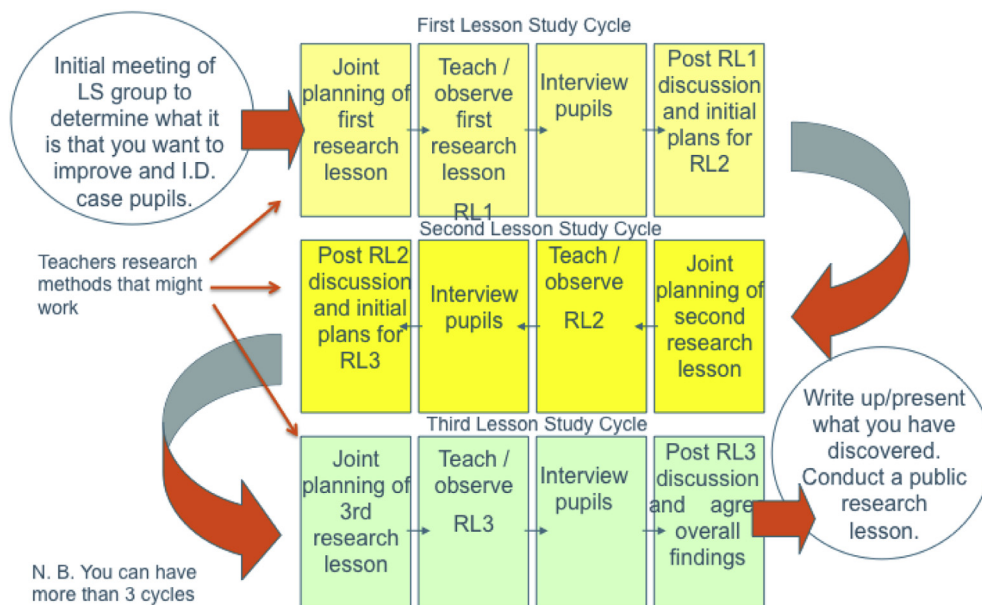 First Lesson Study Cycle
Initial meeting of
LS group to
determine what it
is that you want to
improve and I.D.
case pupils.
Joint
planning of
first
research
lesson
Teach /
observe
first
research
lesson
RL1
Interview
pupils
Post RL1
discussion
and initial
plans for
RL2
Second Lesson Study Cycle
Teachers research
methods that might
work
Post RL2
discussion
and initial
plans for
RL3
Interview
pupils
Teach /
observe
RL2
Joint
planning of
second
research
lesson
Third Lesson Study Cycle
Joint
planning of
3rd
research
lesson
Teach /
observe
RL3
Interview
pupils
Post RL3
discussion
and agree
overall
findings
Write up/present
what you have
discovered.
Conduct a public
research
lesson.
N. B. You can have
more than 3 cycles